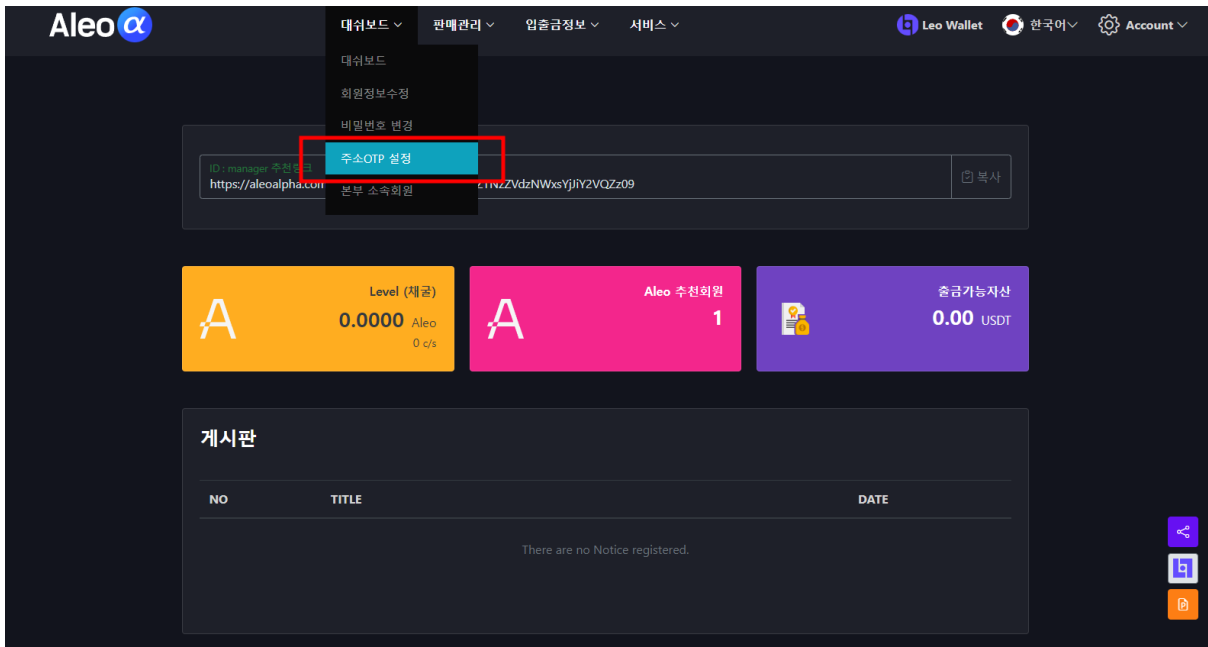 Aleo α
대쉬보드 판매관리 입출금정보 서비스 Leo Wallet 한국어 Account
대쉬보드
회원정보수정
비밀번호 변경
주소OTP 설정
본부 소속회원
ID : manager 추천링크
https://aleoalpha.com
ZVdzNWxsYjJiY2VQZz09
복사
Level (채굴)
0.0000 Aleo
0 c/s
Aleo 추천회원
1
출금가능자산
0.00 USDT
게시판
NO TITLE DATE
There are no Notice registered.